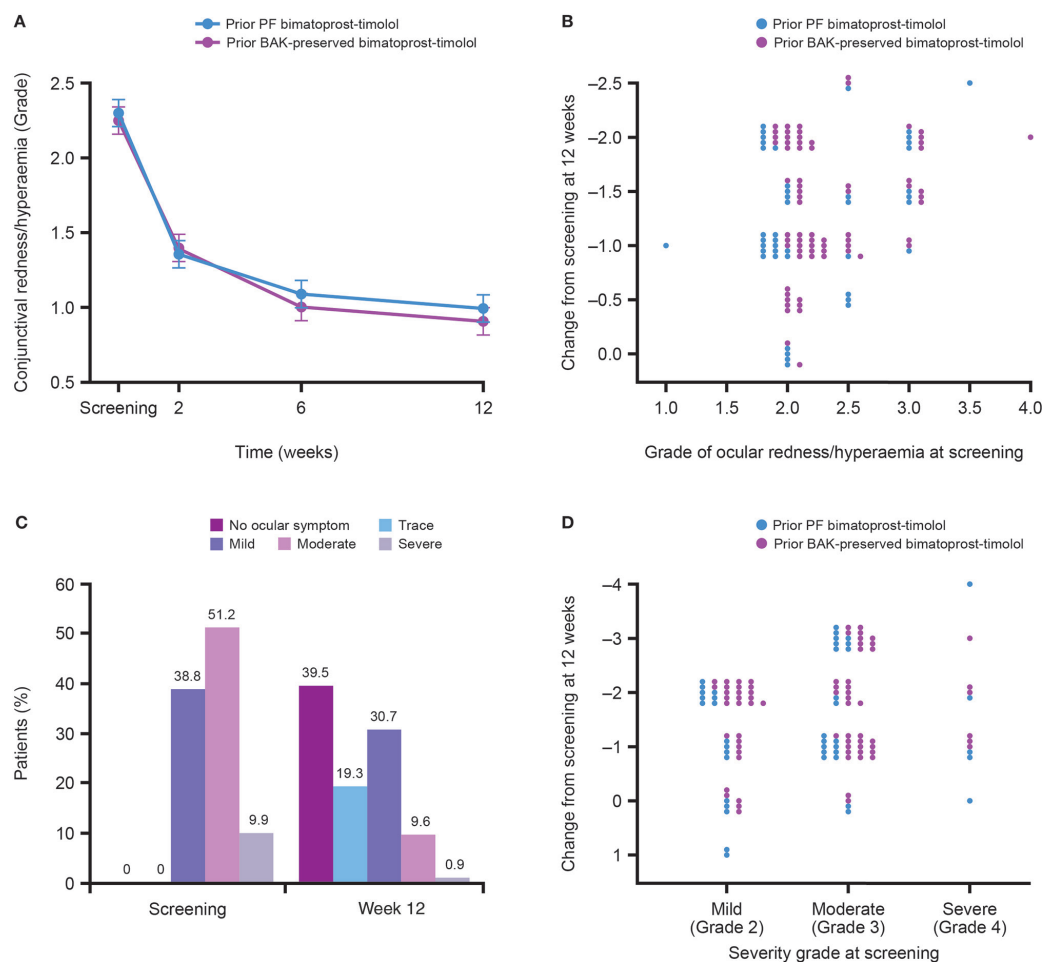 A
Prior PF bimatoprost-timolol
Prior BAK-preserved bimatoprost-timolol
Conjunctival redness/hyperaemia (Grade)
2.5
2.0
1.5
1.0
0.5
Screening
2
6
12
Time (weeks)
B
Prior PF bimatoprost-timolol
Prior BAK-preserved bimatoprost-timolol
Change from screening at 12 weeks
–2.5
–2.0
–1.5
–1.0
–0.5
0.0
1.0
1.5
2.0
2.5
3.0
3.5
4.0
Grade of ocular redness/hyperaemia at screening
C
No ocular symptom
Trace
Mild
Moderate
Severe
Patients (%)
60
50
40
30
20
10
0
0
0
38.8
51.2
9.9
39.5
19.3
30.7
9.6
0.9
Screening
Week 12
D
Prior PF bimatoprost-timolol
Prior BAK-preserved bimatoprost-timolol
Change from screening at 12 weeks
–4
–3
–2
–1
0
1
Mild
(Grade 2)
Moderate
(Grade 3)
Severe
(Grade 4)
Severity grade at screening